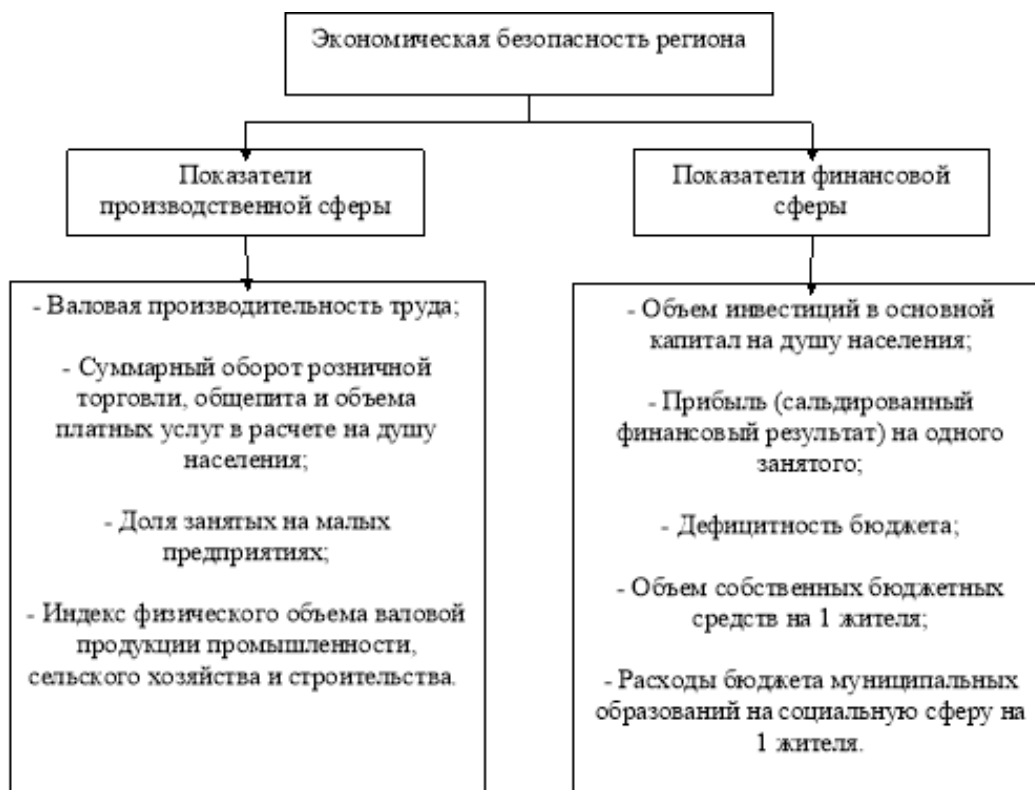 Экономическая безопасность региона
Показатели
производственной сферы
Показатели финансовой
сферы
- Валовая производительность труда;
- Суммарный оборот розничной
торговли, общепита и объема
платных услуг в расчете на душу
населения;
- Доля занятых на малых
предприятиях;
- Индекс физического объема валовой
продукции промышленности,
сельского хозяйства и строительства.
- Объем инвестиций в основной
капитал на душу населения;
- Прибыль (сальдированный
финансовый результат) на одного
занятого;
- Дефицитность бюджета;
- Объем собственных бюджетных
средств на 1 жителя;
- Расходы бюджета муниципальных
образований на социальную сферу на
1 жителя.